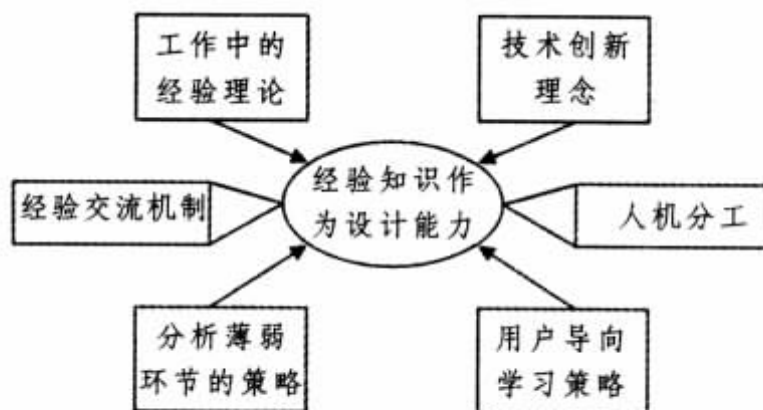 工作中的
经验理论
技术创新
理念
经验交流机制
经验知识作
为设计能力
人机分工
分析薄弱
环节的策略
用户导向
学习策略